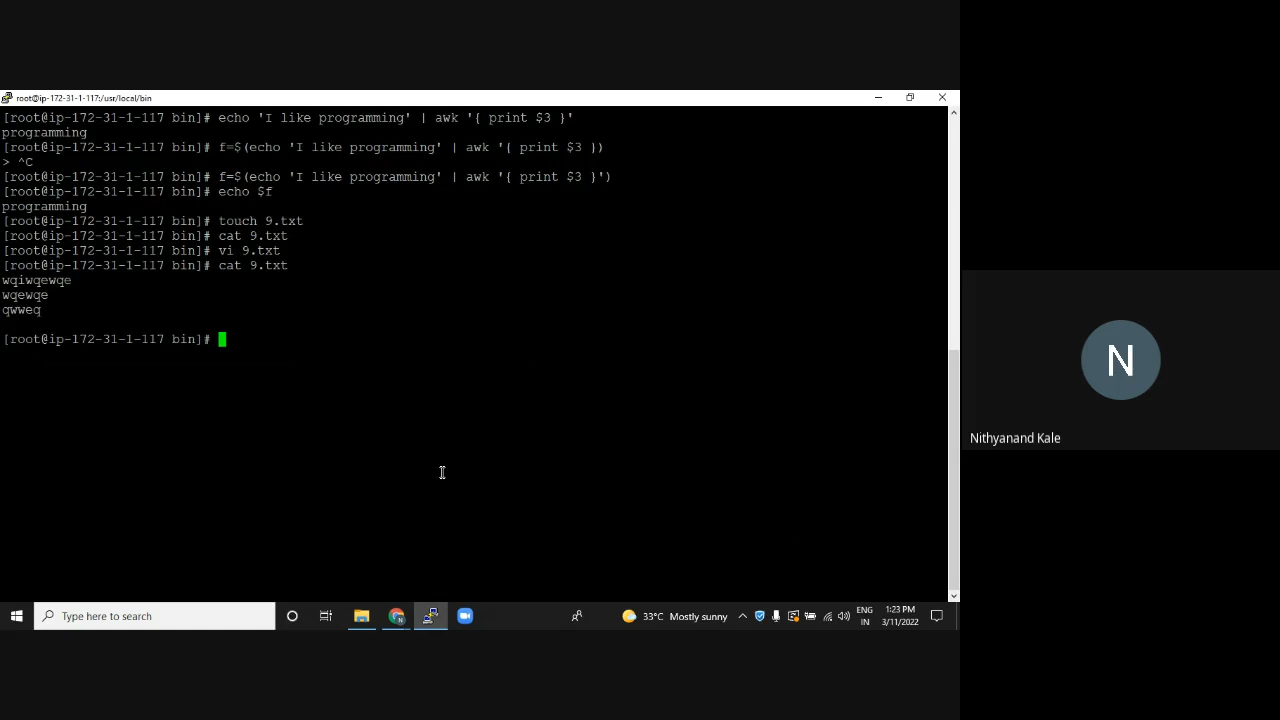 root@ip-172-31-1-117:/usr/local/bin
[root@ip-172-31-1-117 bin]# echo 'I like programming' | awk '{ print $3 }'
programming
[root@ip-172-31-1-117 bin]# f=$(echo 'I like programming' | awk '{ print $3 })
> ^C
[root@ip-172-31-1-117 bin]# f=$(echo 'I like programming' | awk '{ print $3 }')
[root@ip-172-31-1-117 bin]# echo $f
programming
[root@ip-172-31-1-117 bin]# touch 9.txt
[root@ip-172-31-1-117 bin]# cat 9.txt
[root@ip-172-31-1-117 bin]# vi 9.txt
[root@ip-172-31-1-117 bin]# cat 9.txt
wqiwqewqe
wqewqe
qwweq
[root@ip-172-31-1-117 bin]#
N
Nithyanand Kale
Type here to search
33°C Mostly sunny
ENG
IN
1:23 PM
3/11/2022